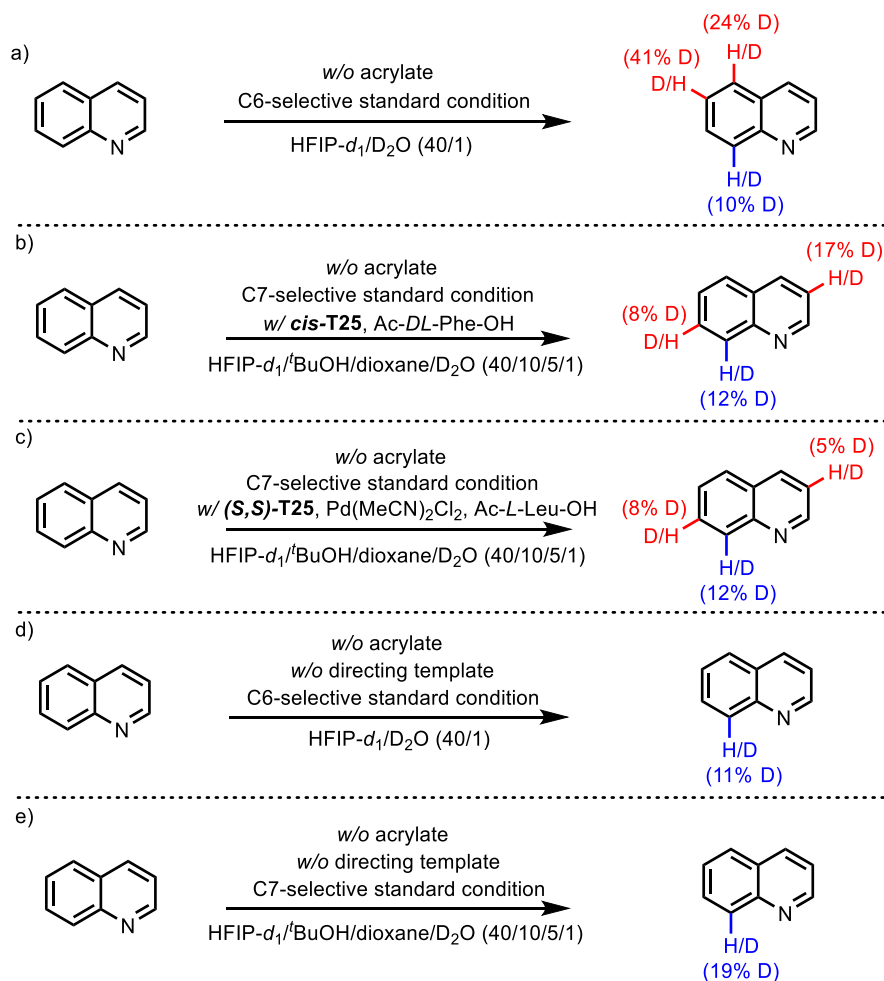 a)
w/o acrylate
C6-selective standard condition
HFIP-d₁/D₂O (40/1)
N
(24% D)
(41% D)
H/D
D/H
N
H/D
(10% D)
b)
w/o acrylate
C7-selective standard condition
w/ cis-T25, Ac-DL-Phe-OH
HFIP-d₁/ᵗBuOH/dioxane/D₂O (40/10/5/1)
N
(17% D)
H/D
(8% D)
D/H
N
H/D
(12% D)
c)
w/o acrylate
C7-selective standard condition
w/ (S,S)-T25, Pd(MeCN)₂Cl₂, Ac-L-Leu-OH
HFIP-d₁/ᵗBuOH/dioxane/D₂O (40/10/5/1)
N
(5% D)
H/D
(8% D)
D/H
N
H/D
(12% D)
d)
w/o acrylate
w/o directing template
C6-selective standard condition
HFIP-d₁/D₂O (40/1)
N
N
H/D
(11% D)
e)
w/o acrylate
w/o directing template
C7-selective standard condition
HFIP-d₁/ᵗBuOH/dioxane/D₂O (40/10/5/1)
N
N
H/D
(19% D)